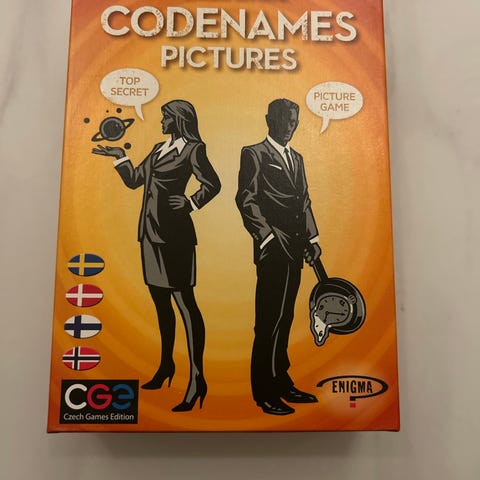 CODENAMES
PICTURES
TOP
SECRET
PICTURE
GAME
CGE
Czech Games Edition
ENIGMA